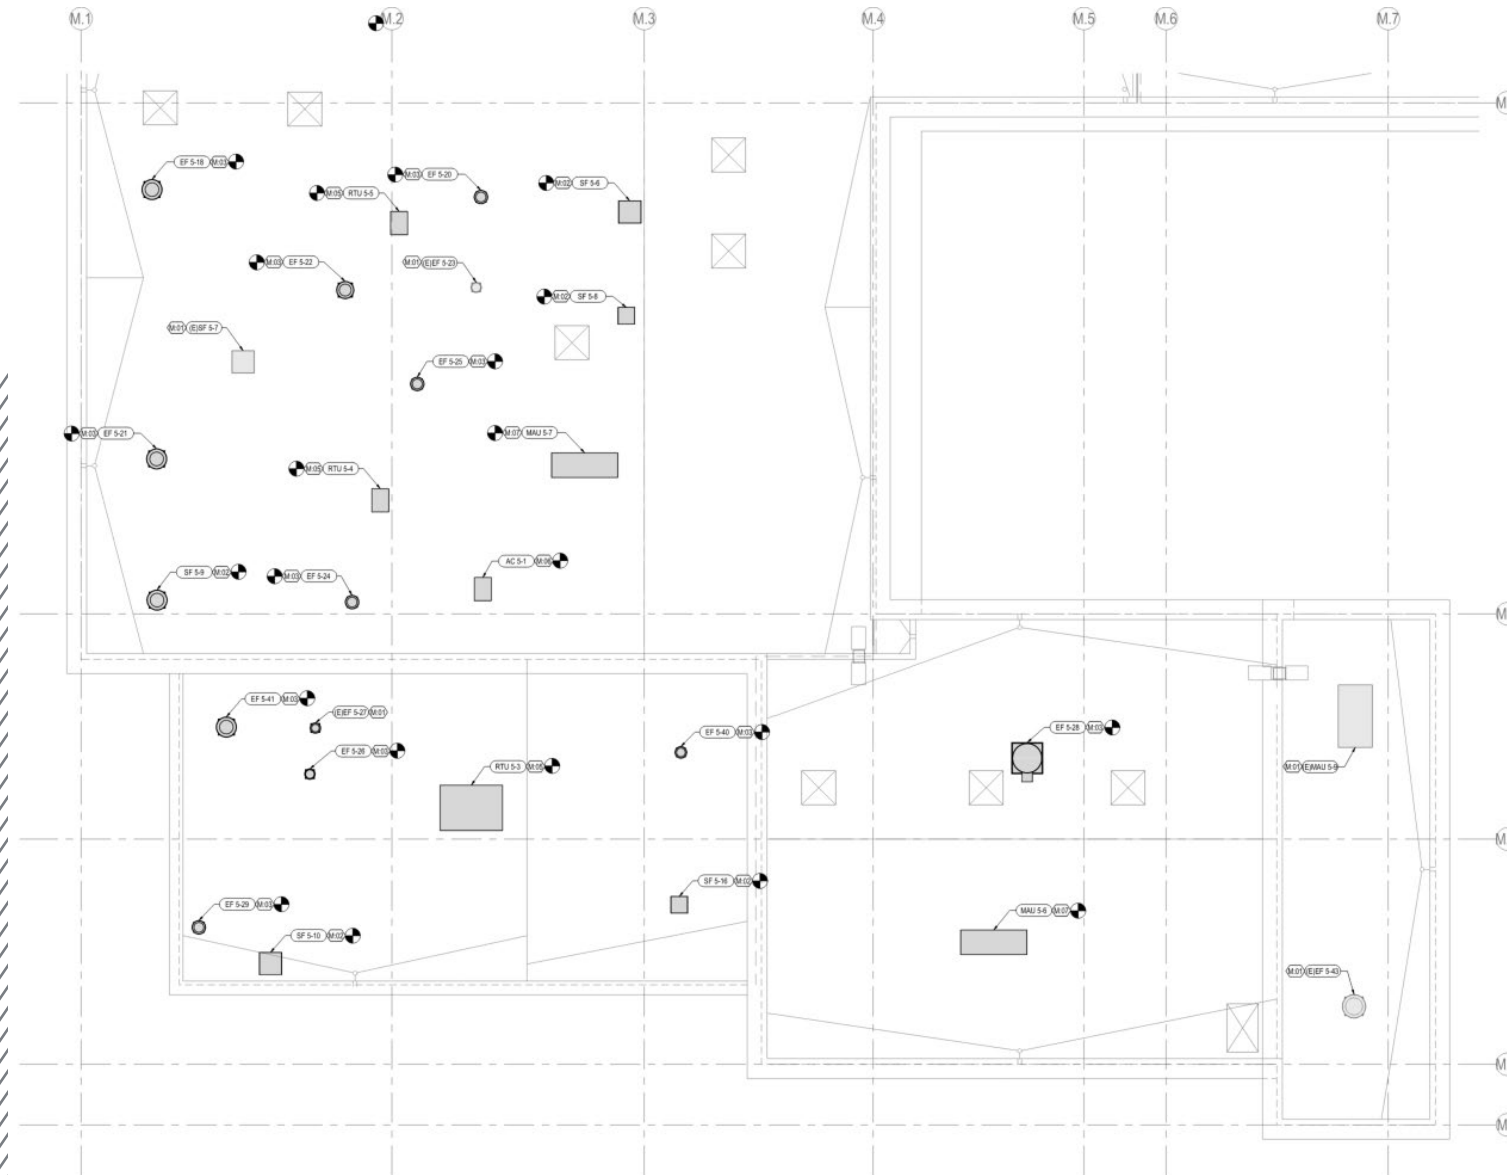 M.1
M.2
M.3
M.4
M.5
M.6
M.7
M
EF 5-18 M:03
M:03 EF 5-20
M:05 RTU 5-5
M:02 SF 5-6
M:03 EF 5-22
M:01 (E)EF 5-23
M:02 SF 5-8
M:01 (E)SF 5-7
EF 5-25 M:03
M:03 EF 5-21
M:07 MAU 5-7
M:05 RTU 5-4
AC 5-1 M:06
SF 5-9 M:02
M:03 EF 5-24
M
EF 5-41 M:03
(E)EF 5-27 M:01
EF 5-40 M:03
EF 5-28 M:03
EF 5-26 M:03
RTU 5-3 M:05
M:01 (E)MAU 5-9
M
SF 5-16 M:02
EF 5-29 M:03
MAU 5-6 M:07
SF 5-10 M:02
M:01 (E)EF 5-43
M
M